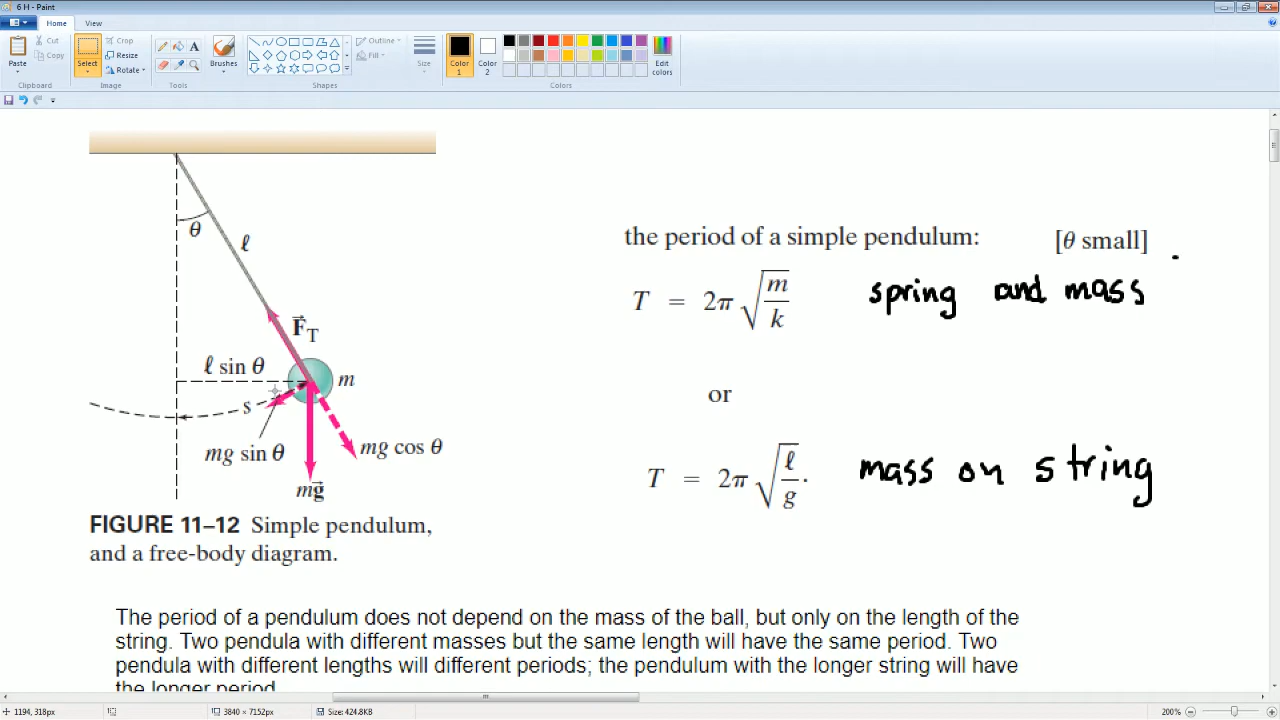 6 H - Paint
Home
View
Paste
Cut
Copy
Clipboard
Select
Crop
Resize
Rotate
Image
A
Tools
Brushes
Outline
Fill
Shapes
Size
Color 1
Color 2
Edit colors
Colors
θ
ℓ
F⃗T
ℓ sin θ
m
s
mg sin θ
mg cos θ
mg⃗
FIGURE 11–12 Simple pendulum,
and a free-body diagram.
the period of a simple pendulum: [θ small]
T = 2π √(m/k) spring and mass
or
T = 2π √(ℓ/g). mass on string
The period of a pendulum does not depend on the mass of the ball, but only on the length of the
string. Two pendula with different masses but the same length will have the same period. Two
pendula with different lengths will different periods; the pendulum with the longer string will have
the longer period.
1194, 318px
3840 × 7152px
Size: 424.8KB
200%